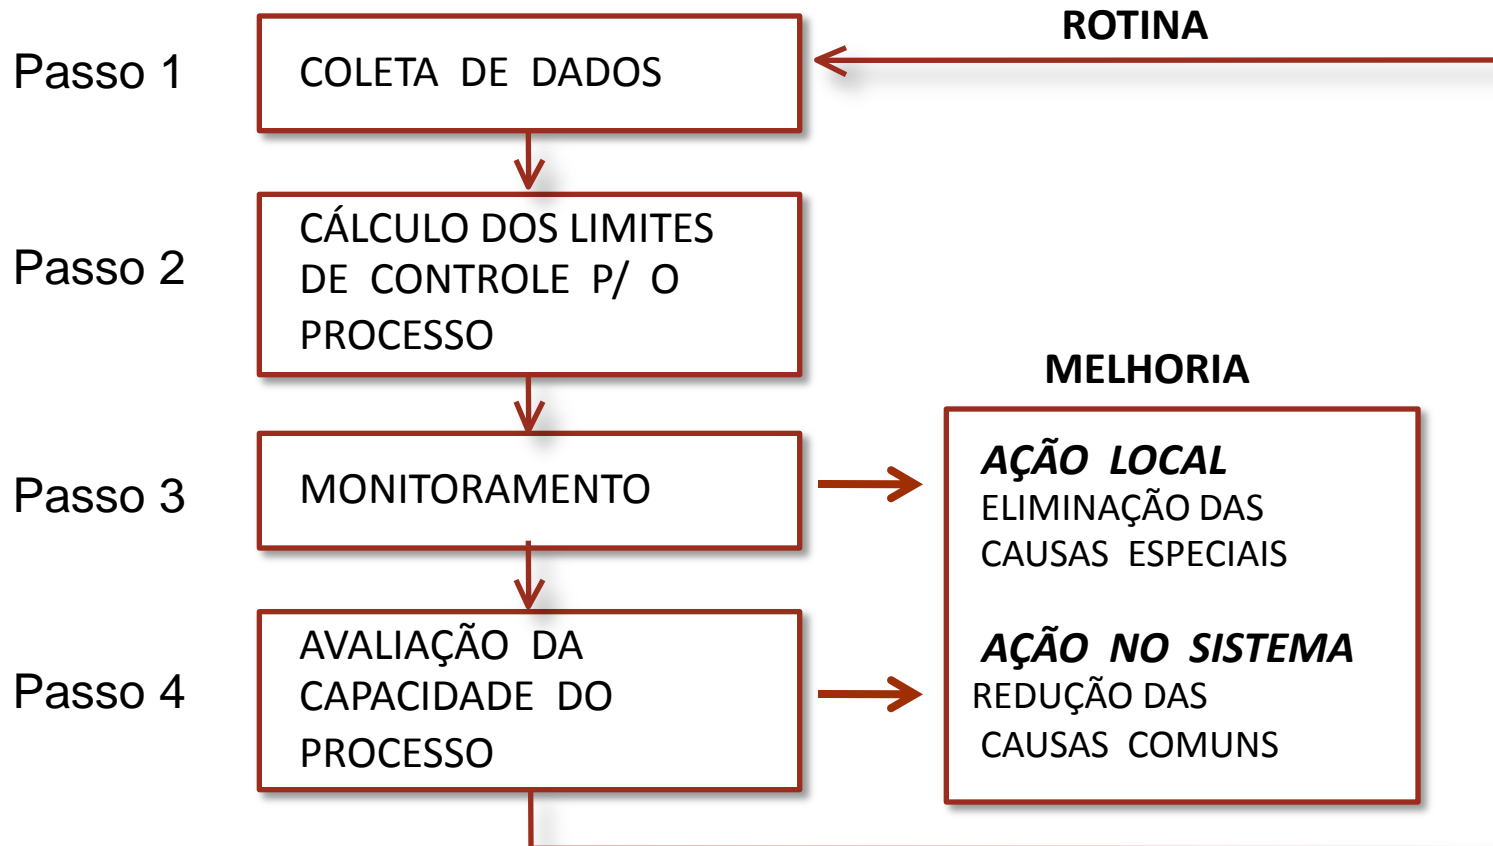 ROTINA
Passo 1
COLETA DE DADOS
Passo 2
CÁLCULO DOS LIMITES
DE CONTROLE P/ O
PROCESSO
MELHORIA
Passo 3
MONITORAMENTO
AÇÃO LOCAL
ELIMINAÇÃO DAS
CAUSAS ESPECIAIS
Passo 4
AVALIAÇÃO DA
CAPACIDADE DO
PROCESSO
AÇÃO NO SISTEMA
REDUÇÃO DAS
CAUSAS COMUNS